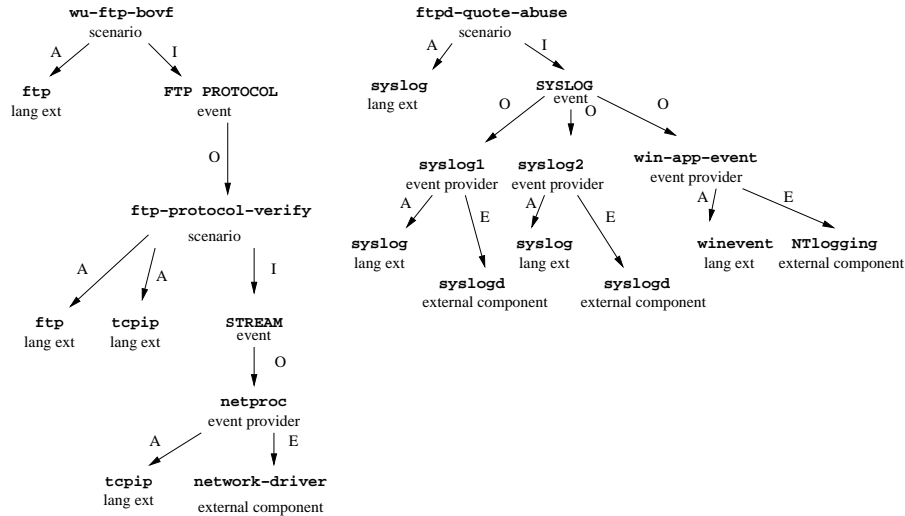 wu-ftp-bovf
scenario
A
I
ftp
lang ext
FTP PROTOCOL
event
O
ftp-protocol-verify
scenario
A
A
I
ftp
lang ext
tcpip
lang ext
STREAM
event
O
netproc
event provider
A
E
tcpip
lang ext
network-driver
external component
ftpd-quote-abuse
scenario
A
I
syslog
lang ext
SYSLOG
event
O
O
O
syslog1
event provider
syslog2
event provider
win-app-event
event provider
A
E
A
E
A
E
syslog
lang ext
syslogd
external component
syslog
lang ext
syslogd
external component
winevent
lang ext
NTlogging
external component